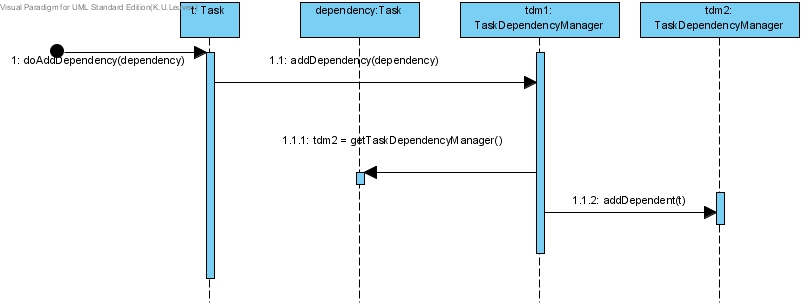 Visual Paradigm for UML Standard Edition(K.U.Leuven)
t: Task
dependency:Task
tdm1:
TaskDependencyManager
tdm2:
TaskDependencyManager
1: doAddDependency(dependency)
1.1: addDependency(dependency)
1.1.1: tdm2 = getTaskDependencyManager()
1.1.2: addDependent(t)